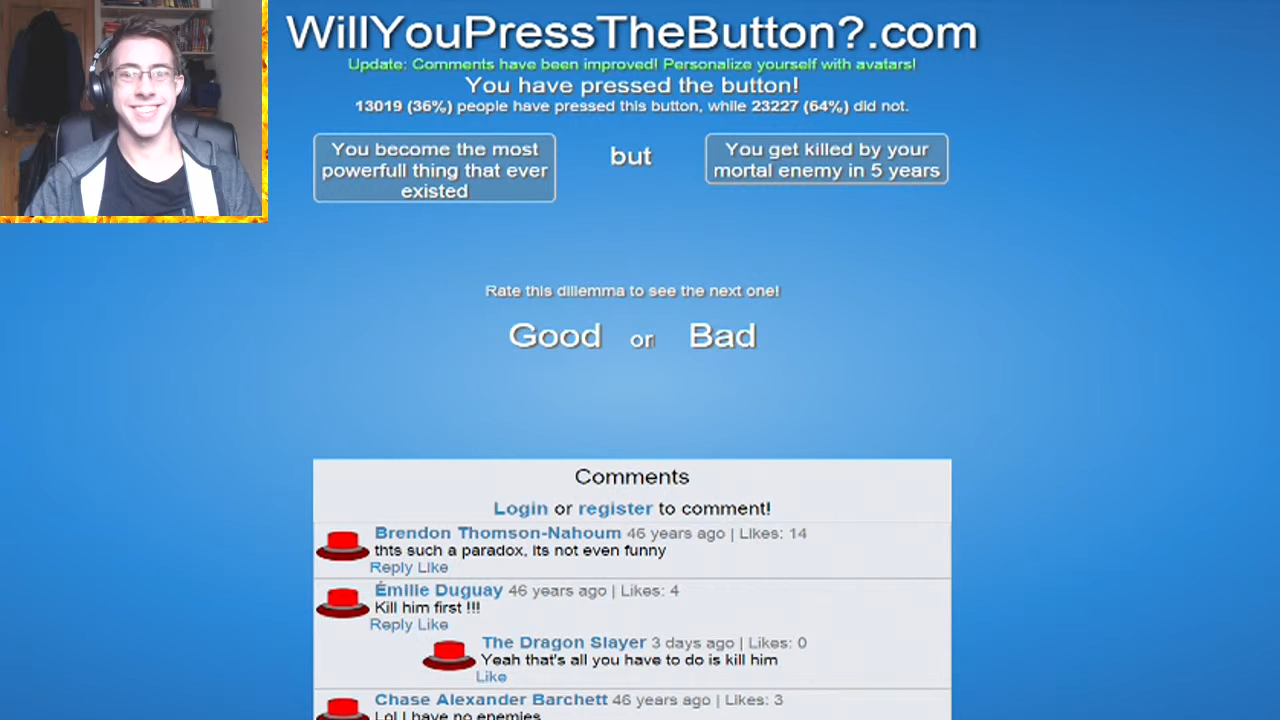 WillYouPressTheButton?.com
Update: Comments have been improved! Personalize yourself with avatars!
You have pressed the button!
13019 (36%) people have pressed this button, while 23227 (64%) did not.
You become the most
powerfull thing that ever
existed
but
You get killed by your
mortal enemy in 5 years
Rate this dillemma to see the next one!
Good or Bad
Comments
Login or register to comment!
Brendon Thomson-Nahoum 46 years ago | Likes: 14
thts such a paradox, its not even funny
Reply Like
Émilie Duguay 46 years ago | Likes: 4
Kill him first !!!
Reply Like
The Dragon Slayer 3 days ago | Likes: 0
Yeah that's all you have to do is kill him
Like
Chase Alexander Barchett 46 years ago | Likes: 3
Lol I have no enemies